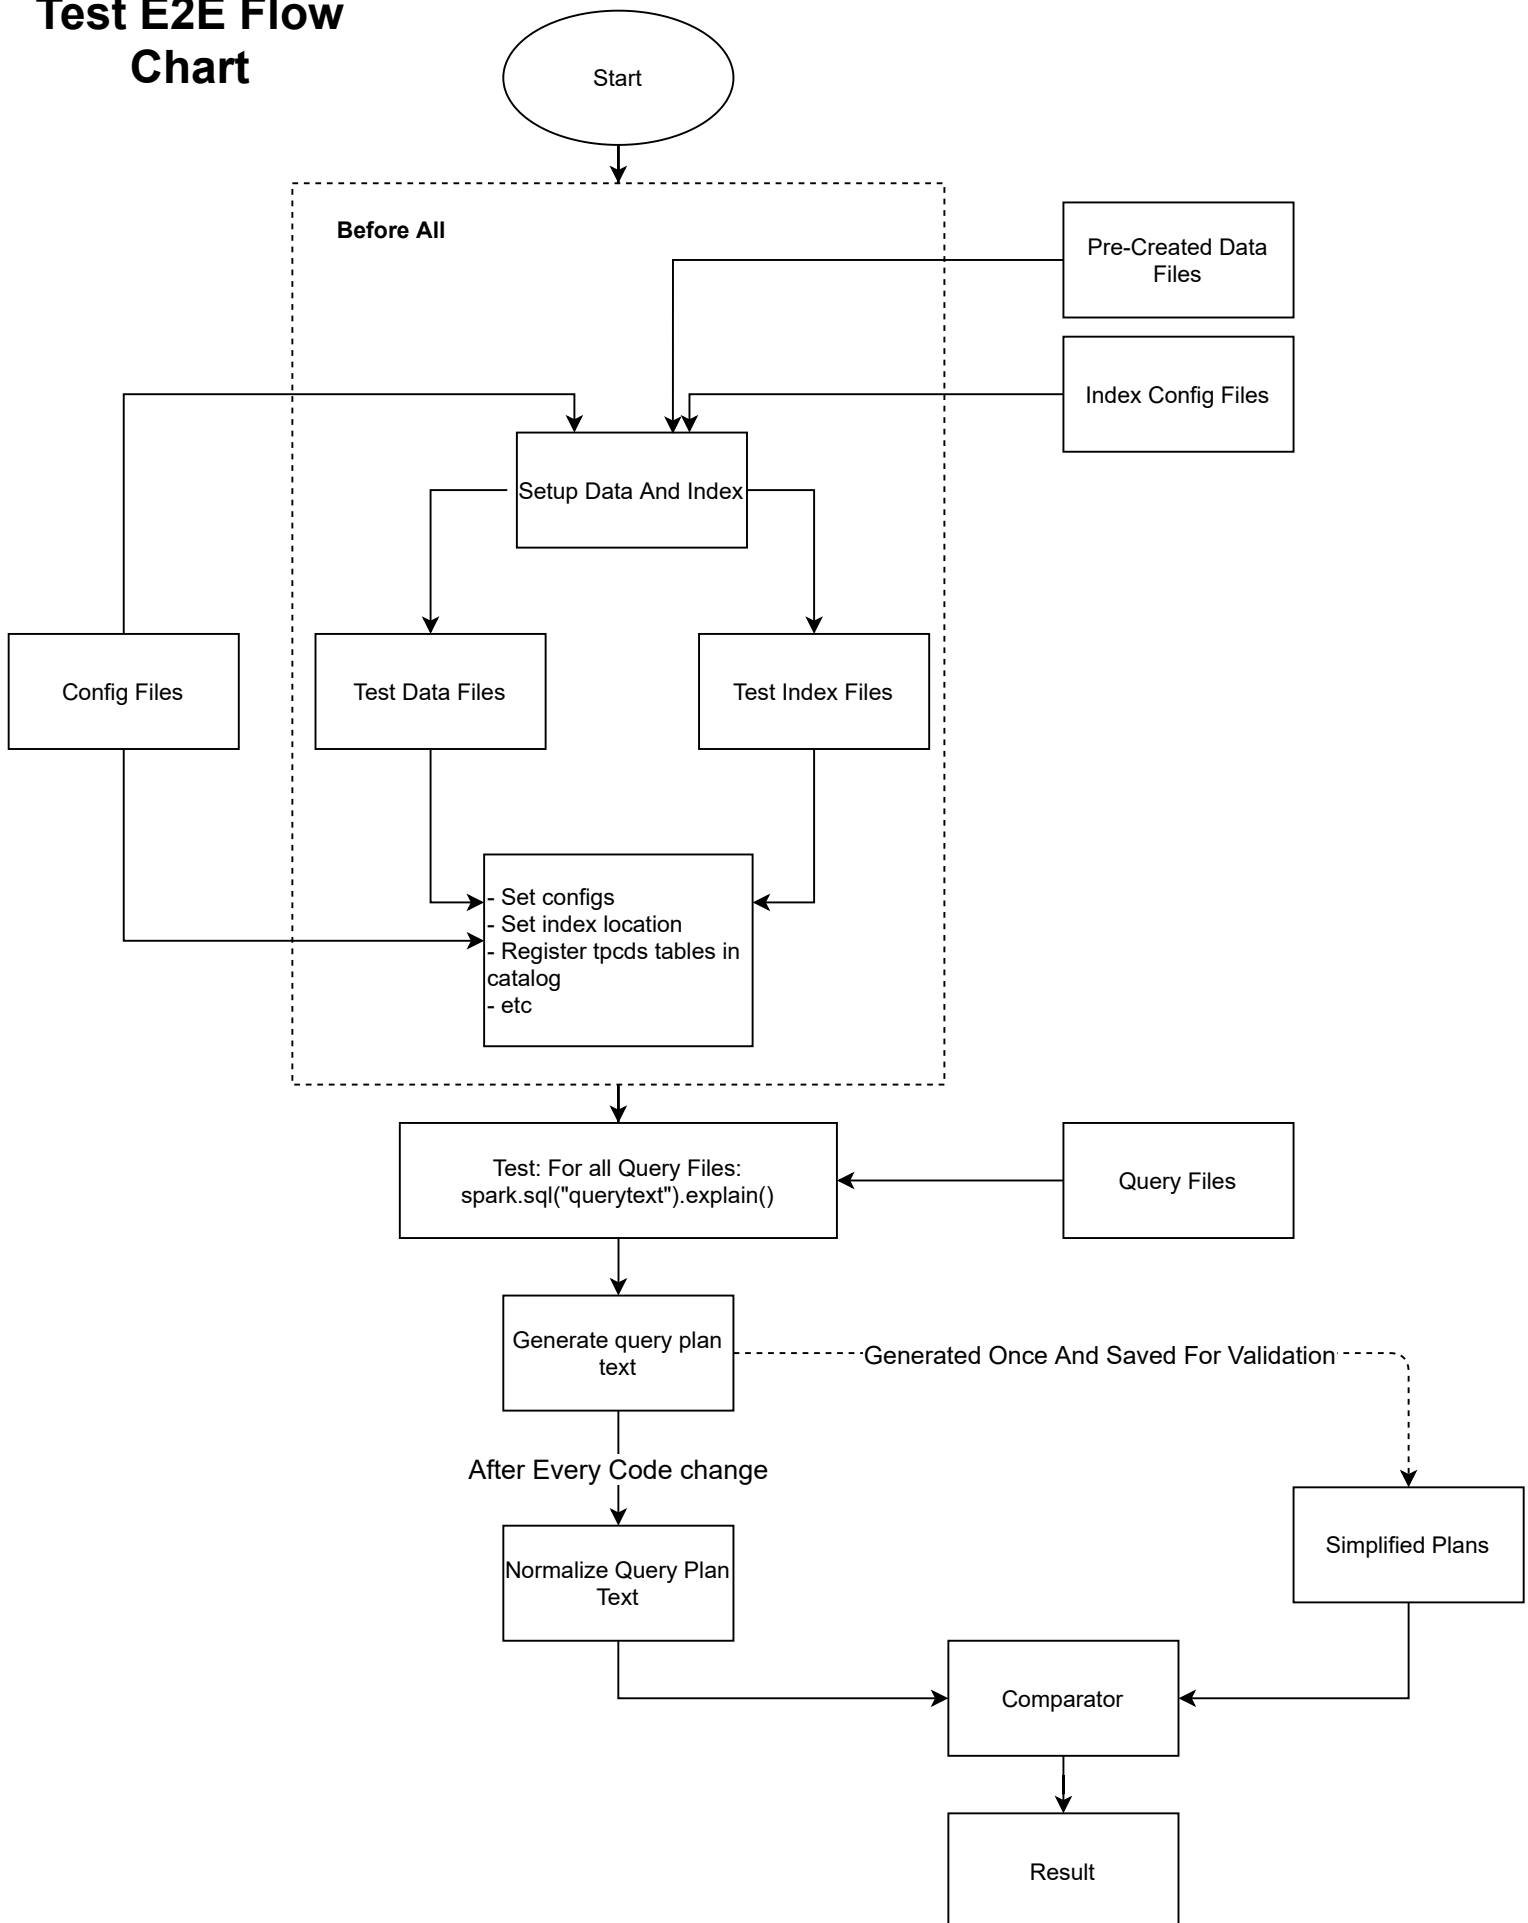 Test E2E Flow
Chart
Start
Before All
Pre-Created Data
Files
Index Config Files
Setup Data And Index
Config Files
Test Data Files
Test Index Files
- Set configs
- Set index location
- Register tpcds tables in
catalog
- etc
Test: For all Query Files:
spark.sql("querytext").explain()
Query Files
Generate query plan
text
Generated Once And Saved For Validation
After Every Code change
Simplified Plans
Normalize Query Plan
Text
Comparator
Result